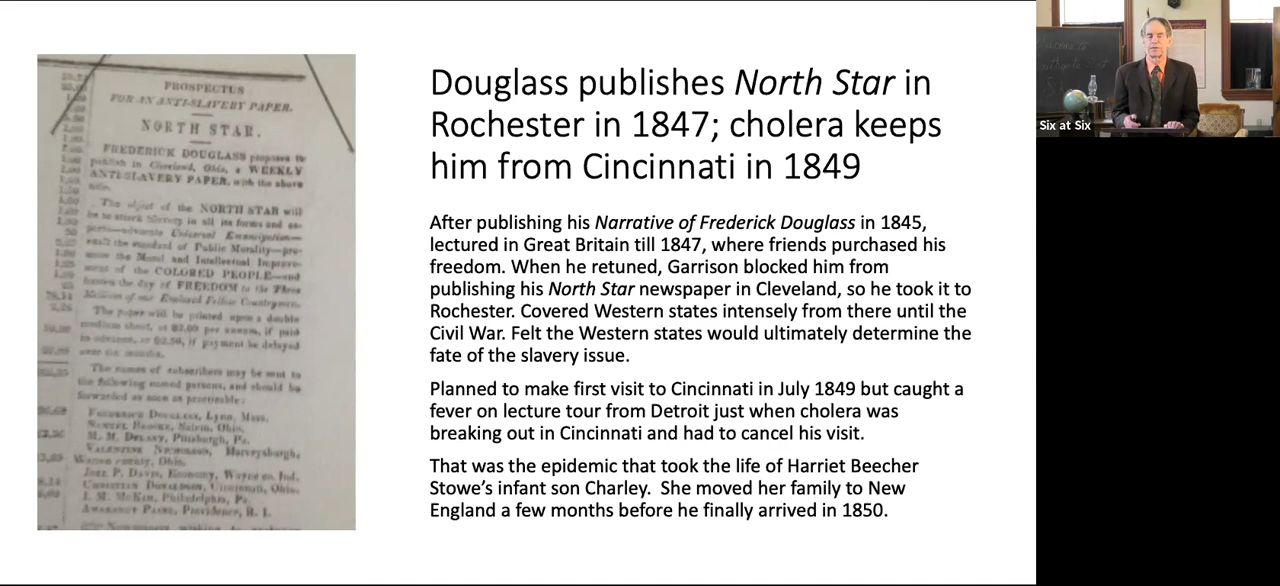 Douglass publishes North Star in
Rochester in 1847; cholera keeps
him from Cincinnati in 1849
After publishing his Narrative of Frederick Douglass in 1845,
lectured in Great Britain till 1847, where friends purchased his
freedom. When he retuned, Garrison blocked him from
publishing his North Star newspaper in Cleveland, so he took it to
Rochester. Covered Western states intensely from there until the
Civil War. Felt the Western states would ultimately determine the
fate of the slavery issue.
Planned to make first visit to Cincinnati in July 1849 but caught a
fever on lecture tour from Detroit just when cholera was
breaking out in Cincinnati and had to cancel his visit.
That was the epidemic that took the life of Harriet Beecher
Stowe's infant son Charley. She moved her family to New
England a few months before he finally arrived in 1850.
PROSPECTUS
FOR AN ANTI-SLAVERY PAPER.
NORTH STAR.
FREDERICK DOUGLASS proposes to
publish in Cleveland, Ohio, a WEEKLY
ANTI-SLAVERY PAPER, with the above
title.
The object of the NORTH STAR will
be to attack Slavery in all its forms and as-
pects—advocate Universal Emancipation—
exalt the standard of Public Morality—pro-
mote the Moral and Intellectual Improve-
ment of the COLORED PEOPLE—and
hasten the day of FREEDOM to the Three
Millions of our Enslaved Fellow Countrymen.
The paper will be printed upon a double
medium sheet, at $2,00 per annum, if paid
in advance, or $2,50, if payment be delayed
over six months.
The names of subscribers may be sent to
the following named persons, and should be
forwarded as soon as practicable:
FREDERICK DOUGLASS, Lynn, Mass.
SAMUEL BROOKE, Salem, Ohio.
M. R. DELANY, Pittsburgh, Pa.
VALENTINE NICHOLSON, Harveysburgh,
Warren county, Ohio.
JOEL P. DAVIS, Economy, Wayne co. Ind.
CHRISTIAN DONALDSON, Cincinnati, Ohio.
J. M. McKIM, Philadelphia, Pa.
AMARANCY PAINE, Providence, R. I.
Six at Six